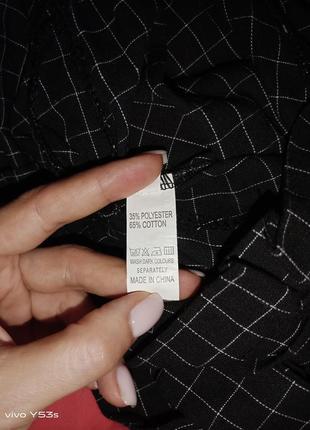 35% POLYESTER
65% COTTON
WASH DARK COLOURS
SEPARATELY
MADE IN CHINA
vivo Y53s